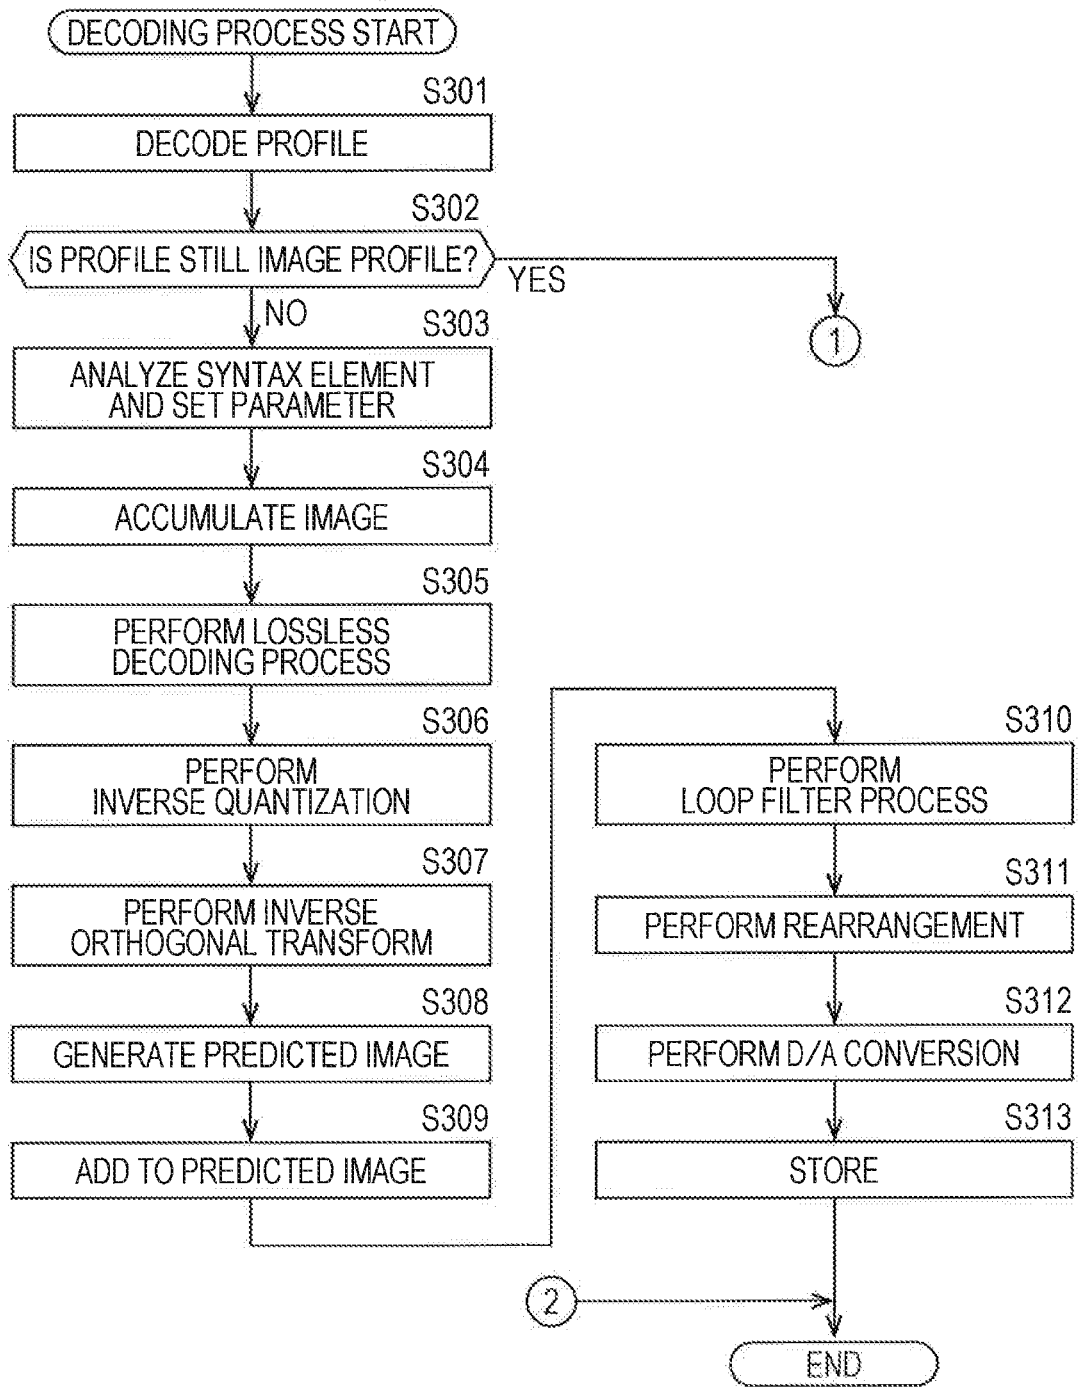 DECODING PROCESS START
S301
DECODE PROFILE
S302
IS PROFILE STILL IMAGE PROFILE?
YES
NO
1
S303
ANALYZE SYNTAX ELEMENT
AND SET PARAMETER
S304
ACCUMULATE IMAGE
S305
PERFORM LOSSLESS
DECODING PROCESS
S306
PERFORM
INVERSE QUANTIZATION
S307
PERFORM INVERSE
ORTHOGONAL TRANSFORM
S308
GENERATE PREDICTED IMAGE
S309
ADD TO PREDICTED IMAGE
S310
PERFORM
LOOP FILTER PROCESS
S311
PERFORM REARRANGEMENT
S312
PERFORM D/A CONVERSION
S313
STORE
2
END